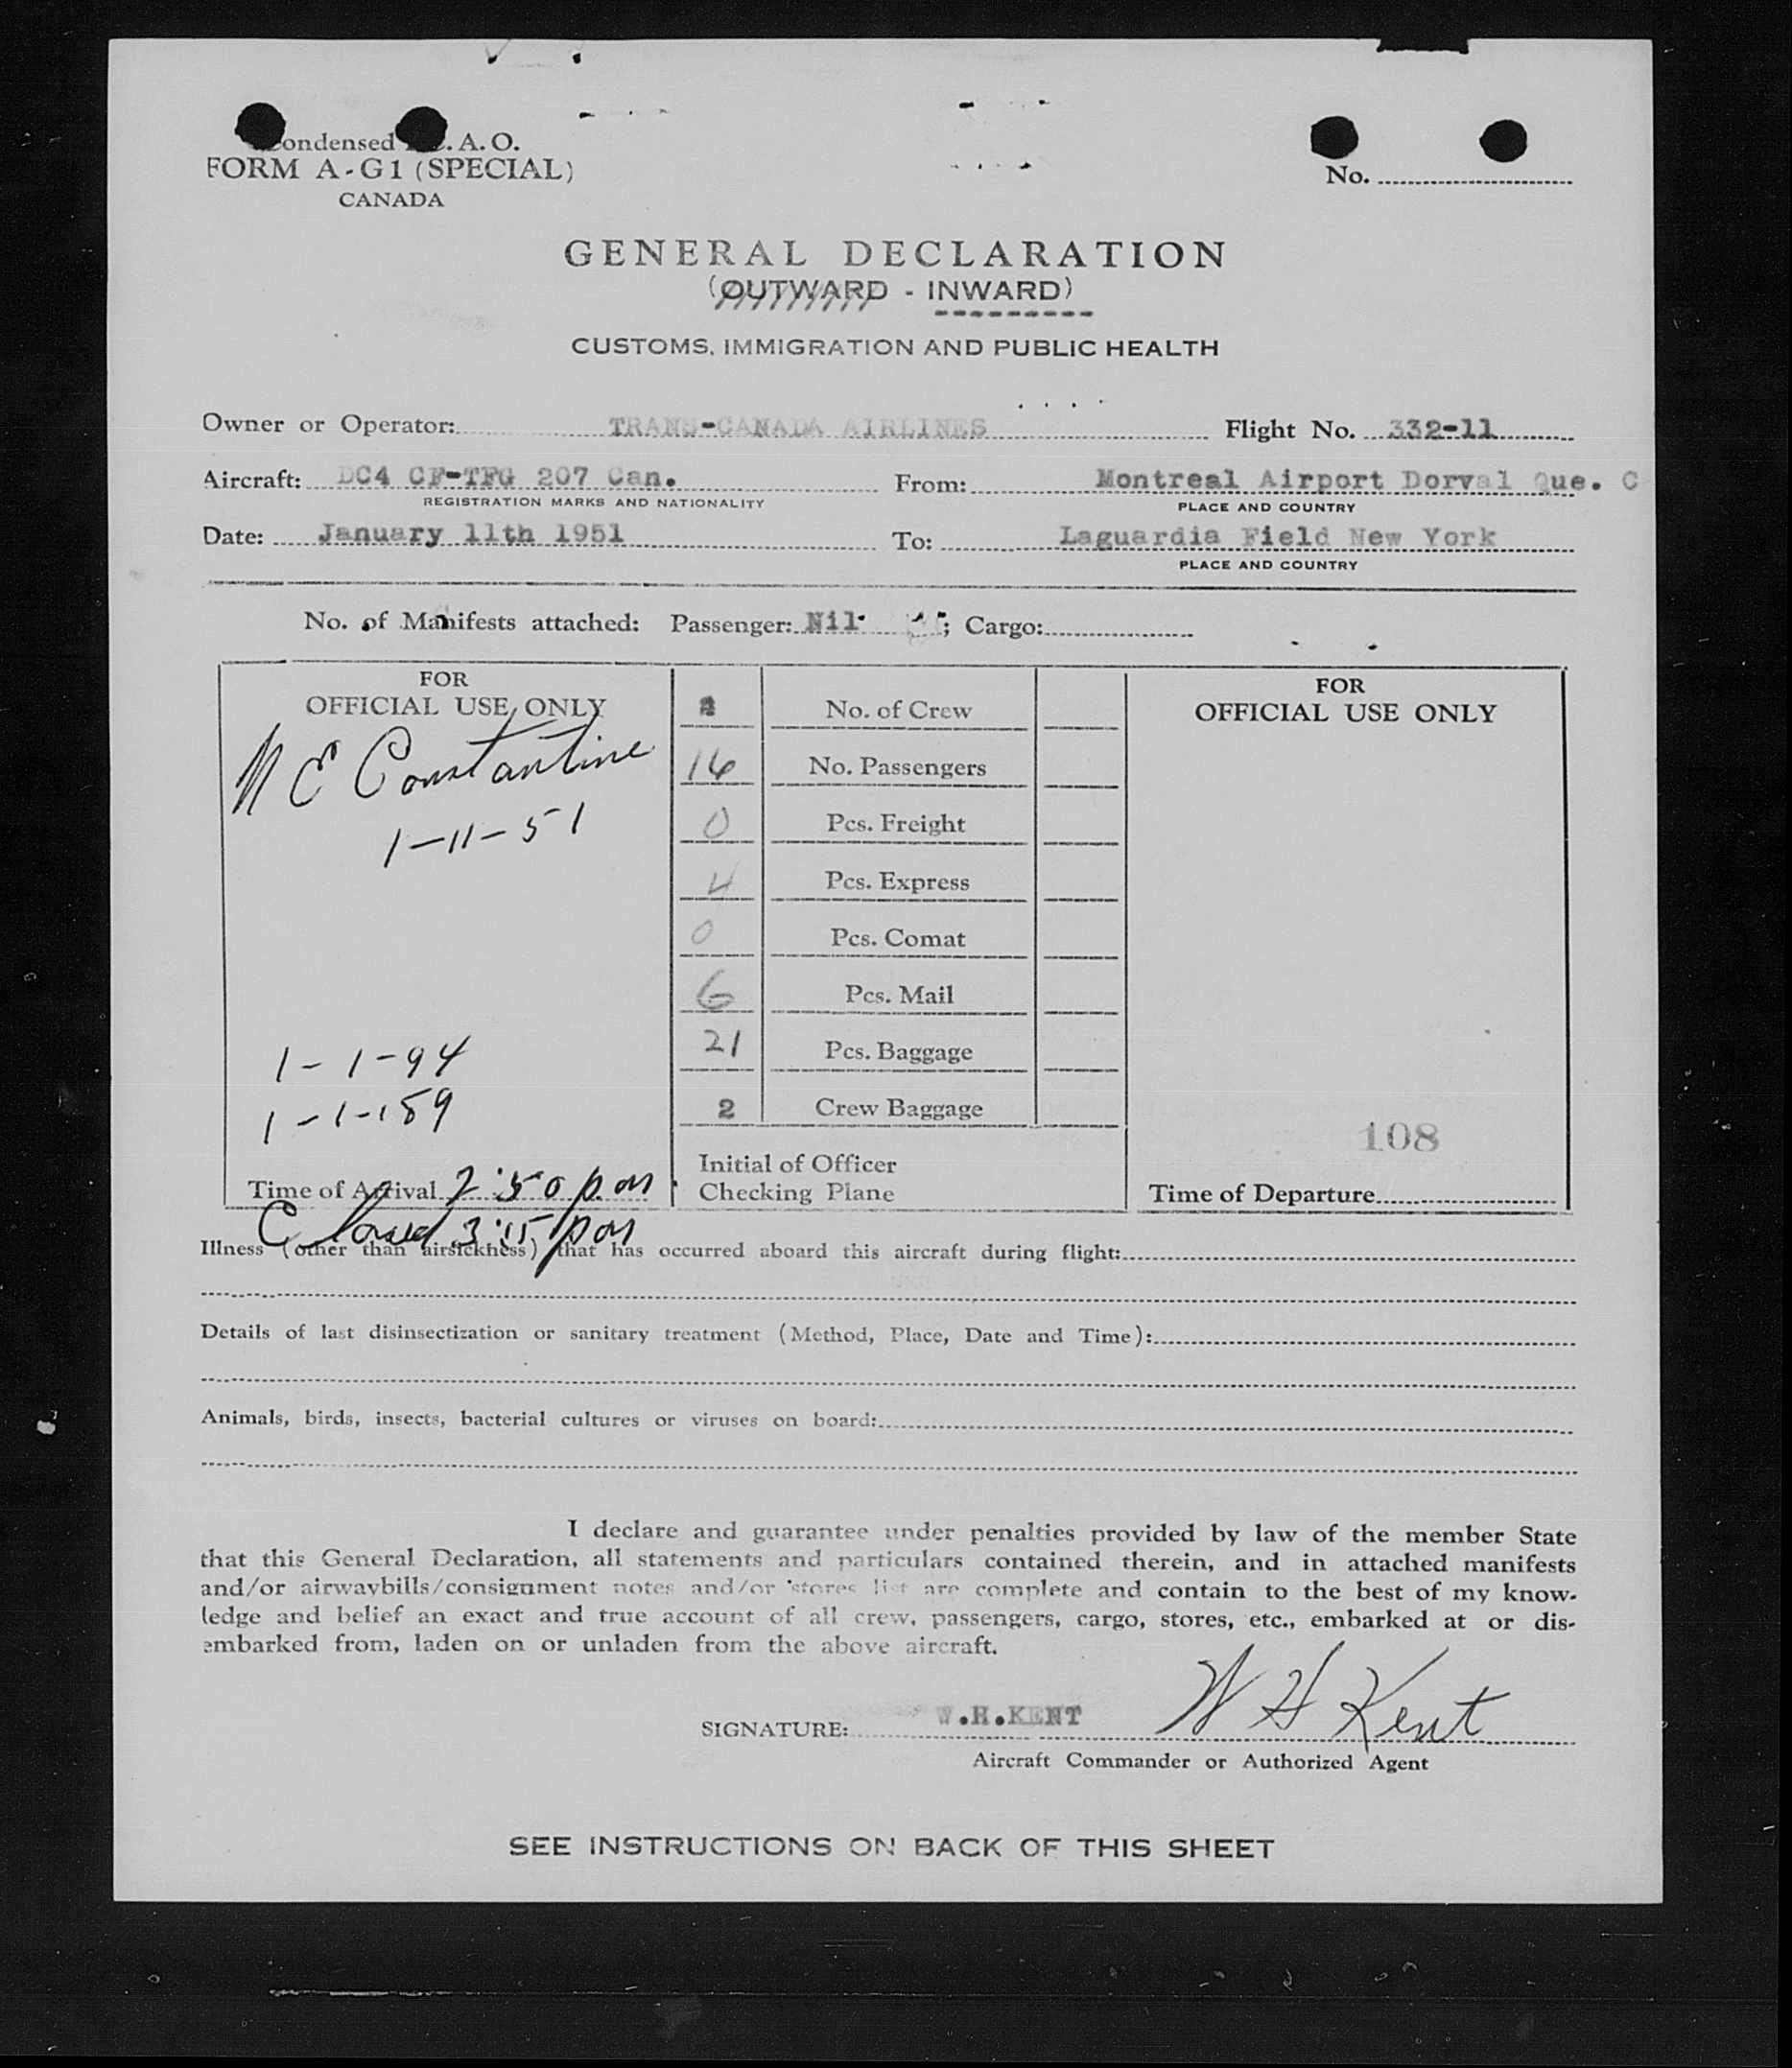 Condensed I.C.A.O.
FORM A-G1 (SPECIAL)
CANADA
No.
GENERAL DECLARATION
(OUTWARD - INWARD)
CUSTOMS, IMMIGRATION AND PUBLIC HEALTH
Owner or Operator: TRANS-CANADA AIRLINES Flight No. 332-11
Aircraft: DC4 CF-TFG 207 Can. From: Montreal Airport Dorval Que. C
REGISTRATION MARKS AND NATIONALITY PLACE AND COUNTRY
Date: January 11th 1951 To: Laguardia Field New York
PLACE AND COUNTRY
No. of Manifests attached: Passenger: Nil ; Cargo:
FOR
OFFICIAL USE ONLY
N E Constantine
1-11-51
1-1-94
1-1-159
Time of Arrival 2:50 pm
Closed 3:15 pm
No. of Crew
16 No. Passengers
0 Pcs. Freight
4 Pcs. Express
0 Pcs. Comat
6 Pcs. Mail
21 Pcs. Baggage
2 Crew Baggage
Initial of Officer
Checking Plane
FOR
OFFICIAL USE ONLY
108
Time of Departure
Illness (other than airsickness) that has occurred aboard this aircraft during flight:
Details of last disinsectization or sanitary treatment (Method, Place, Date and Time):
Animals, birds, insects, bacterial cultures or viruses on board:
I declare and guarantee under penalties provided by law of the member State
that this General Declaration, all statements and particulars contained therein, and in attached manifests
and/or airwaybills/consignment notes and/or stores list are complete and contain to the best of my know-
ledge and belief an exact and true account of all crew, passengers, cargo, stores, etc., embarked at or dis-
embarked from, laden on or unladen from the above aircraft.
SIGNATURE: W.H.KENT W H Kent
Aircraft Commander or Authorized Agent
SEE INSTRUCTIONS ON BACK OF THIS SHEET